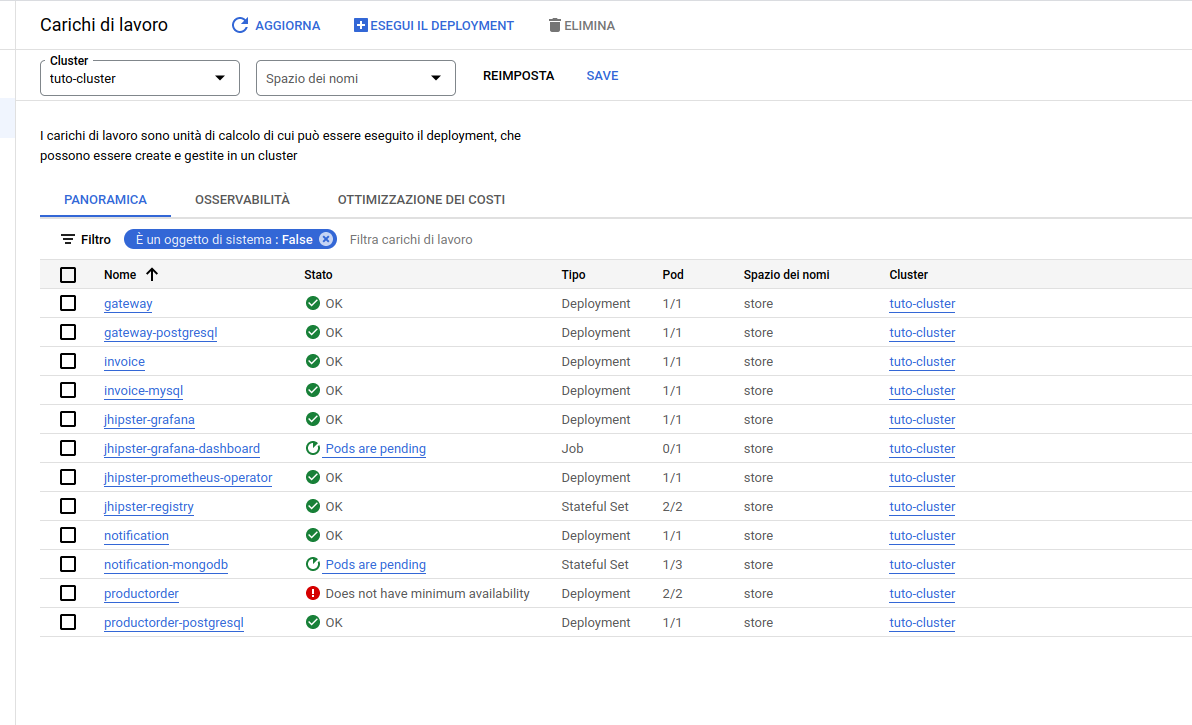 Carichi di lavoro AGGIORNA ESEGUI IL DEPLOYMENT ELIMINA
Cluster
tuto-cluster Spazio dei nomi REIMPOSTA SAVE
I carichi di lavoro sono unità di calcolo di cui può essere eseguito il deployment, che
possono essere create e gestite in un cluster
PANORAMICA OSSERVABILITÀ OTTIMIZZAZIONE DEI COSTI
Filtro È un oggetto di sistema : False Filtra carichi di lavoro
Nome Stato Tipo Pod Spazio dei nomi Cluster
gateway OK Deployment 1/1 store tuto-cluster
gateway-postgresql OK Deployment 1/1 store tuto-cluster
invoice OK Deployment 1/1 store tuto-cluster
invoice-mysql OK Deployment 1/1 store tuto-cluster
jhipster-grafana OK Deployment 1/1 store tuto-cluster
jhipster-grafana-dashboard Pods are pending Job 0/1 store tuto-cluster
jhipster-prometheus-operator OK Deployment 1/1 store tuto-cluster
jhipster-registry OK Stateful Set 2/2 store tuto-cluster
notification OK Deployment 1/1 store tuto-cluster
notification-mongodb Pods are pending Stateful Set 1/3 store tuto-cluster
productorder Does not have minimum availability Deployment 2/2 store tuto-cluster
productorder-postgresql OK Deployment 1/1 store tuto-cluster